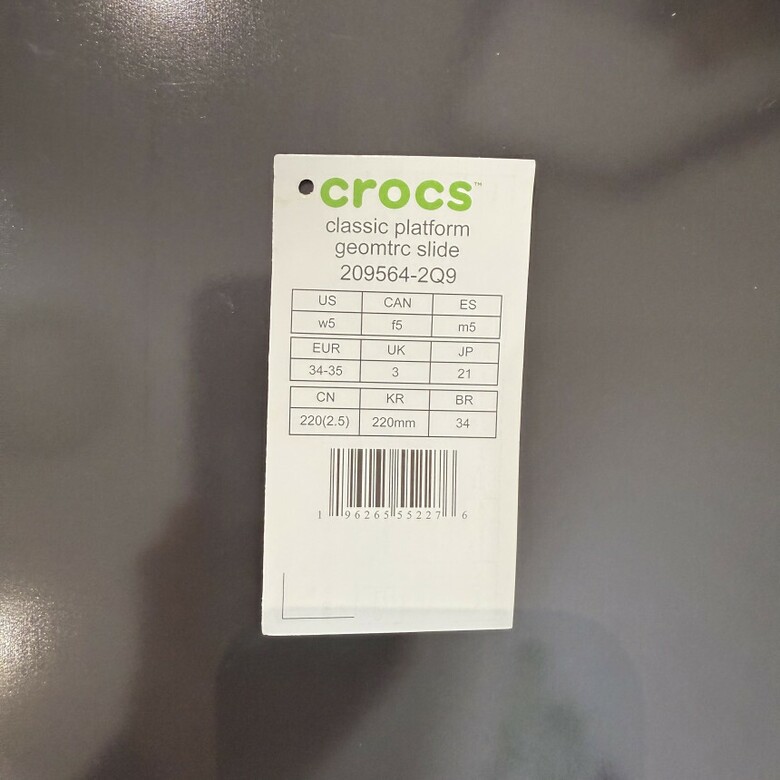 crocs™
classic platform
geomtrc slide
209564-2Q9
US CAN ES
w5 f5 m5
EUR UK JP
34-35 3 21
CN KR BR
220(2.5) 220mm 34
1 96265 55227 6